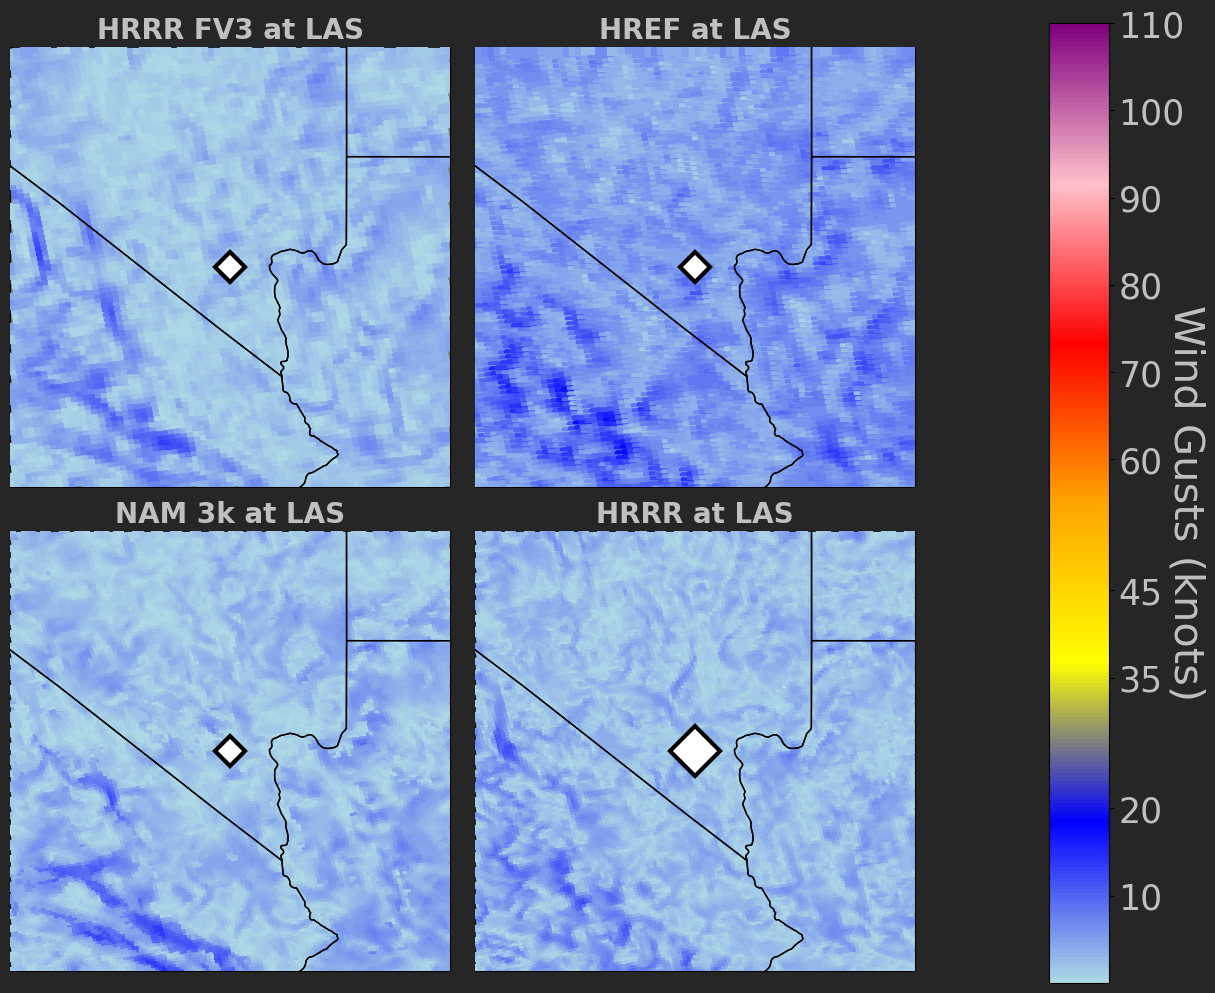 HRRR FV3 at LAS
HREF at LAS
NAM 3k at LAS
HRRR at LAS
110
100
90
80
70
60
45
35
20
10
Wind Gusts (knots)